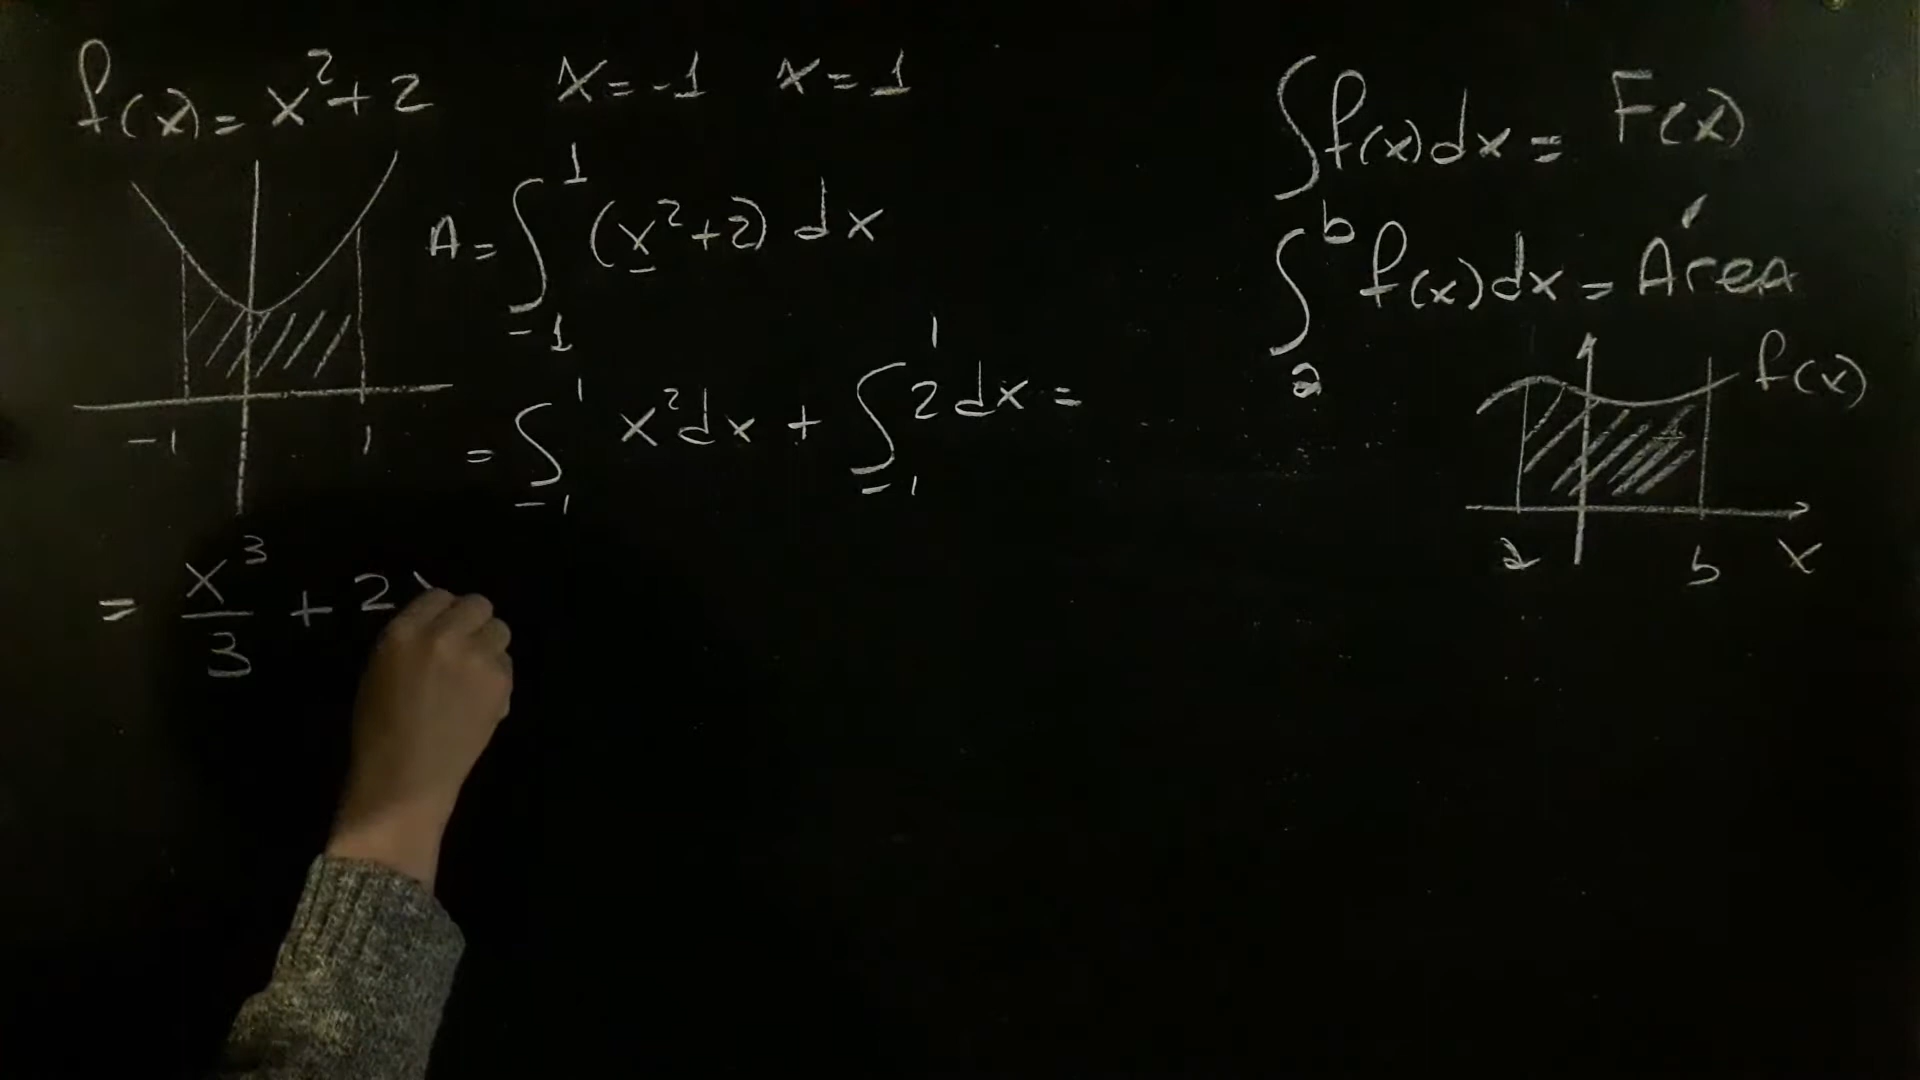 f(x) = x² + 2 x = -1 x = 1
A = ∫₋₁¹ (x² + 2) dx
= ∫₋₁¹ x² dx + ∫₋₁¹ 2 dx =
-1 1
= x³/3 + 2x
∫ f(x) dx = F(x)
∫ₐᵇ f(x) dx = Área
f(x)
a b x